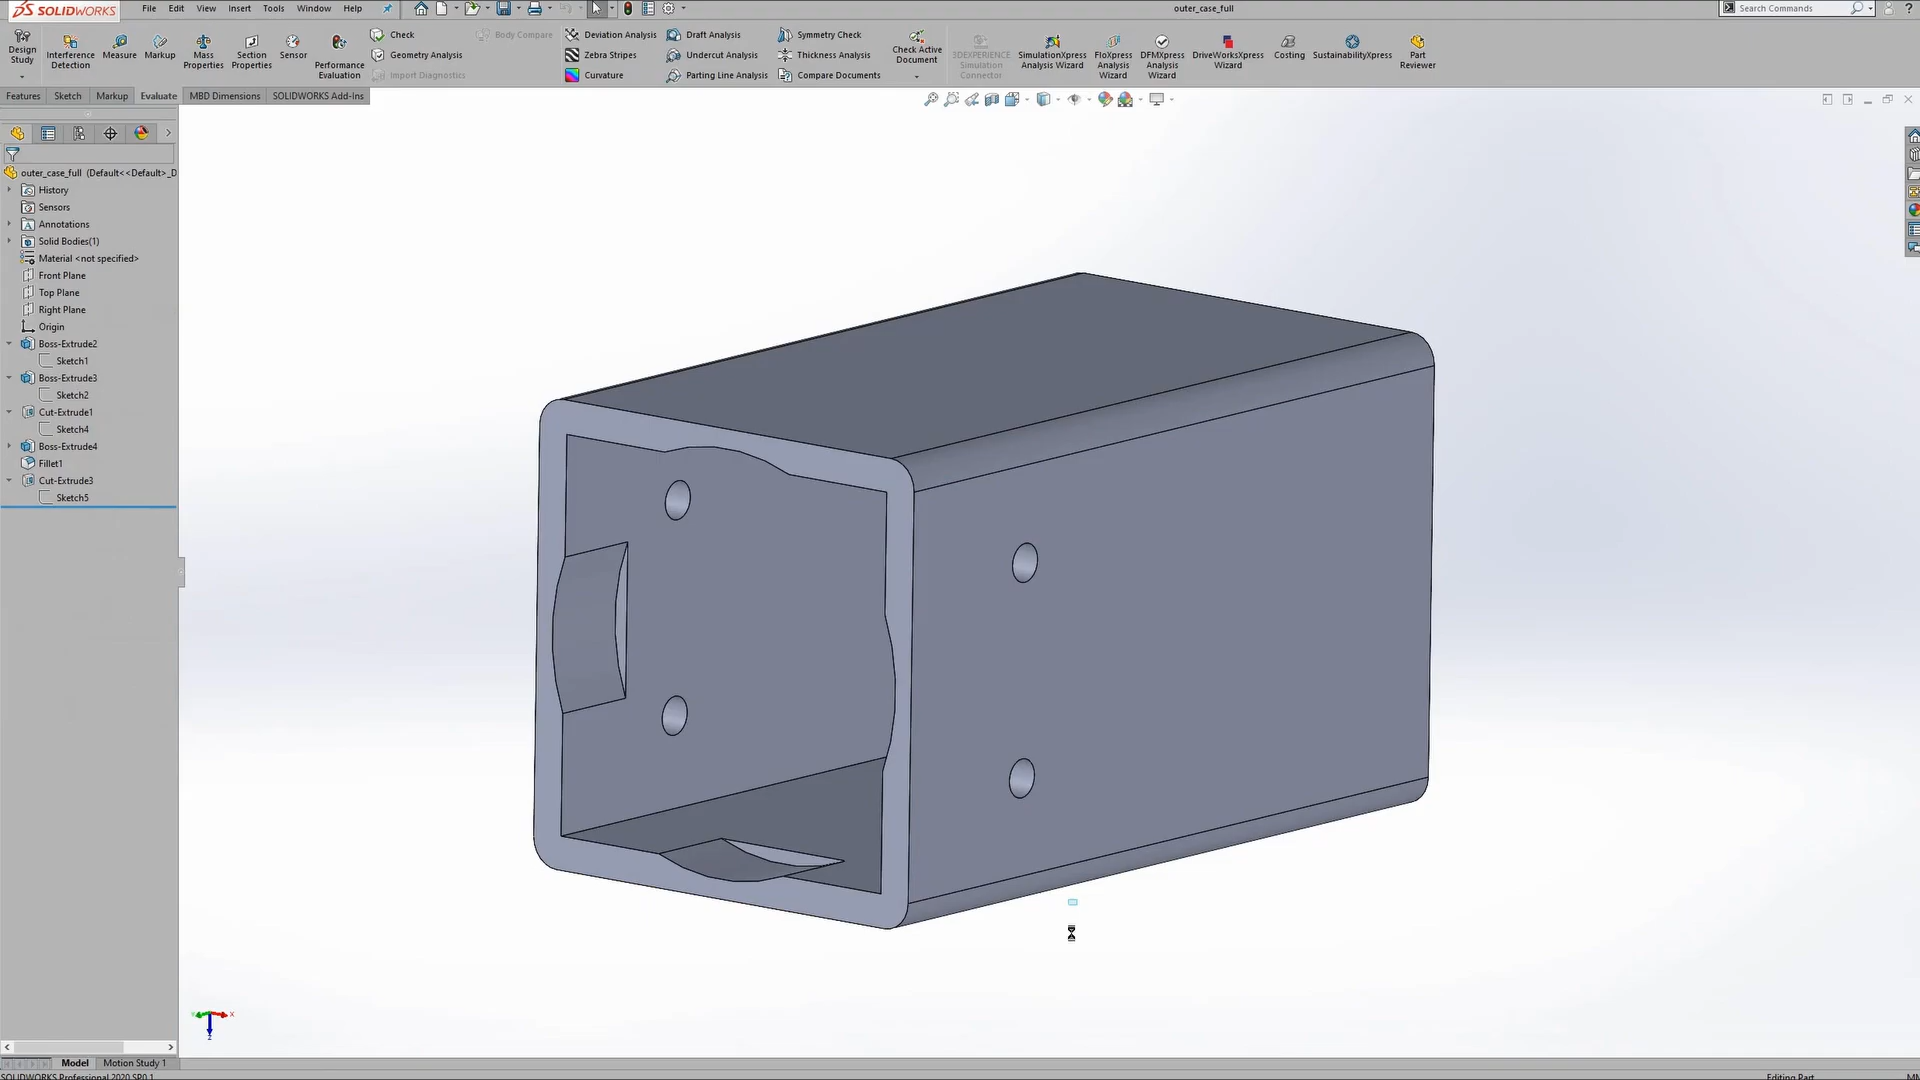 SOLIDWORKS File Edit View Insert Tools Window Help outer_case_full Search Commands ?
Design Study
Interference Detection
Measure
Markup
Mass Properties
Section Properties
Sensor
Performance Evaluation
Check
Geometry Analysis
Import Diagnostics
Body Compare
Deviation Analysis
Zebra Stripes
Curvature
Draft Analysis
Undercut Analysis
Parting Line Analysis
Symmetry Check
Thickness Analysis
Compare Documents
Check Active Document
3DEXPERIENCE Simulation Connector
SimulationXpress Analysis Wizard
FloXpress Analysis Wizard
DFMXpress Analysis Wizard
DriveWorksXpress Wizard
Costing
SustainabilityXpress
Part Reviewer
Features Sketch Markup Evaluate MBD Dimensions SOLIDWORKS Add-Ins
outer_case_full (Default<<Default>_D
History
Sensors
Annotations
Solid Bodies(1)
Material <not specified>
Front Plane
Top Plane
Right Plane
Origin
Boss-Extrude2
Sketch1
Boss-Extrude3
Sketch2
Cut-Extrude1
Sketch4
Boss-Extrude4
Fillet1
Cut-Extrude3
Sketch5
Y X
Z
Model Motion Study 1
SOLIDWORKS Professional 2020 SP0.1 Editing Part MM